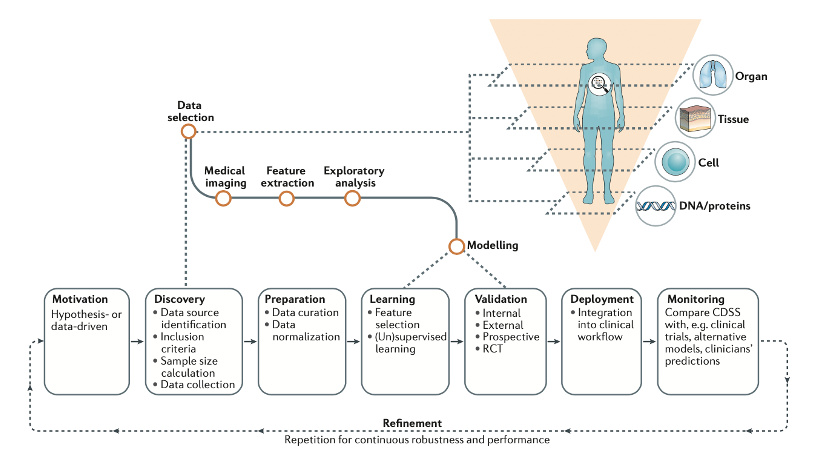 Organ
Data
selection
Tissue
Medical
imaging
Feature
extraction
Exploratory
analysis
Cell
DNA/proteins
Modelling
Motivation
Hypothesis- or
data-driven
Discovery
• Data source
identification
• Inclusion
criteria
• Sample size
calculation
• Data collection
Preparation
• Data curation
• Data
normalization
Learning
• Feature
selection
• (Un)supervised
learning
Validation
• Internal
• External
• Prospective
• RCT
Deployment
• Integration
into clinical
workflow
Monitoring
Compare CDSS
with, e.g. clinical
trials, alternative
models, clinicians'
predictions
Refinement
Repetition for continuous robustness and performance